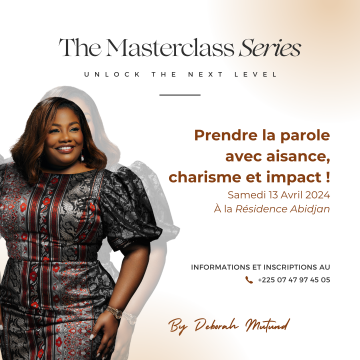 The Masterclass Series
UNLOCK THE NEXT LEVEL
Prendre la parole
avec aisance,
charisme et impact !
Samedi 13 Avril 2024
À la Résidence Abidjan
INFORMATIONS ET INSCRIPTIONS AU
+225 07 47 97 45 05
By Deborah Mutund